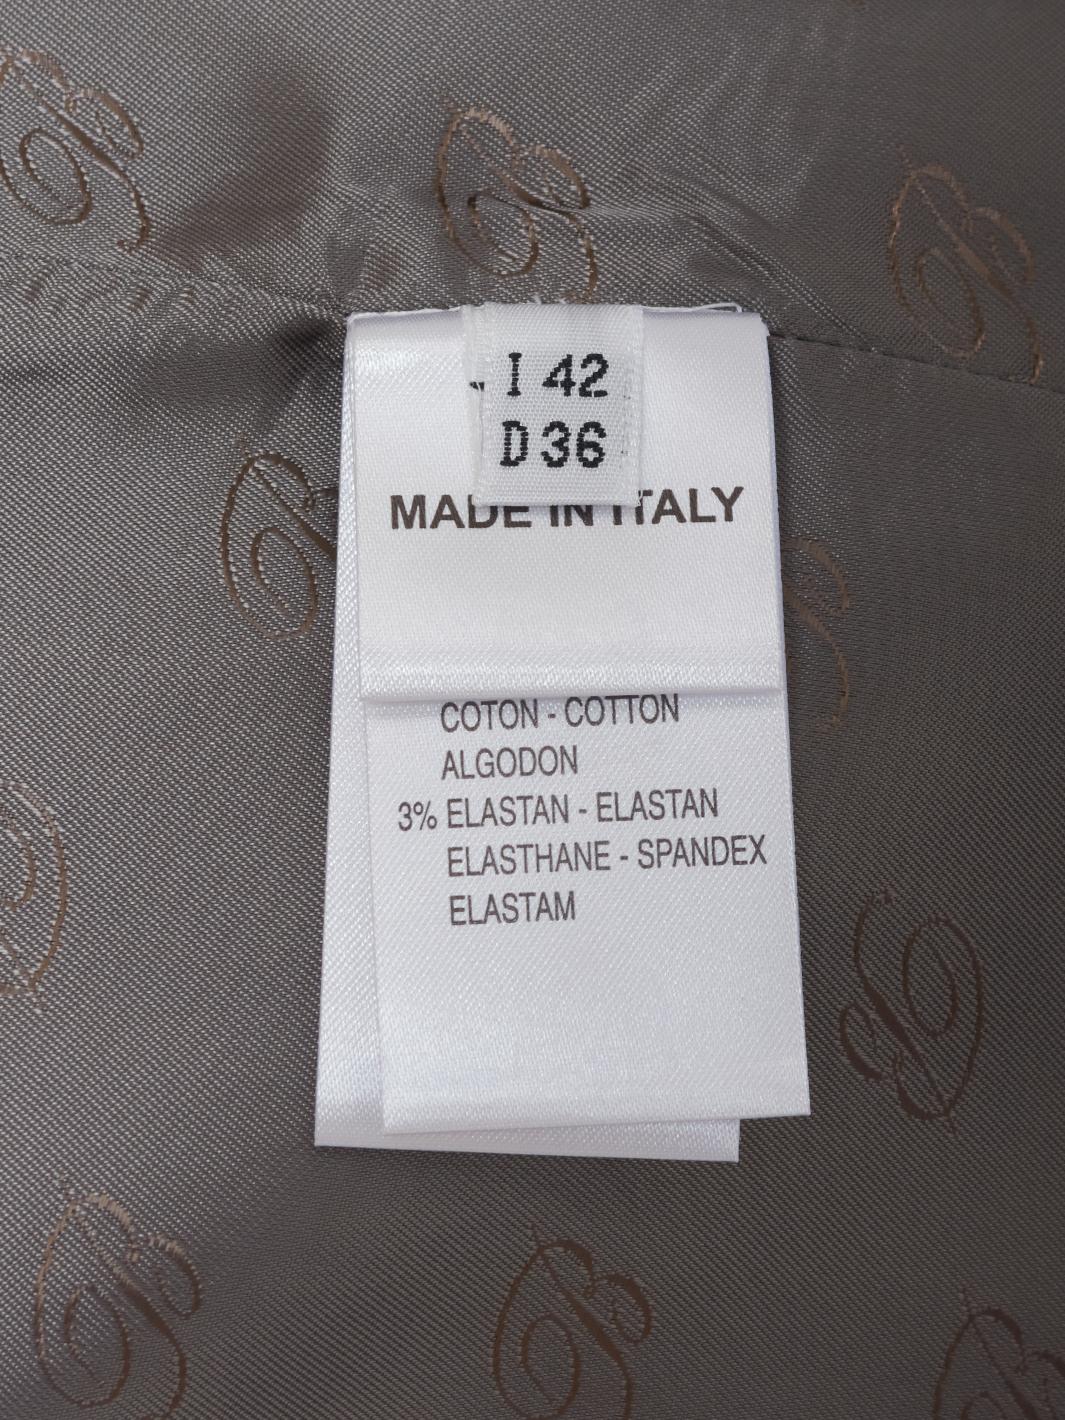 I 42
D 36
MADE IN ITALY
COTON - COTTON
ALGODON
3% ELASTAN - ELASTAN
ELASTHANE - SPANDEX
ELASTAM